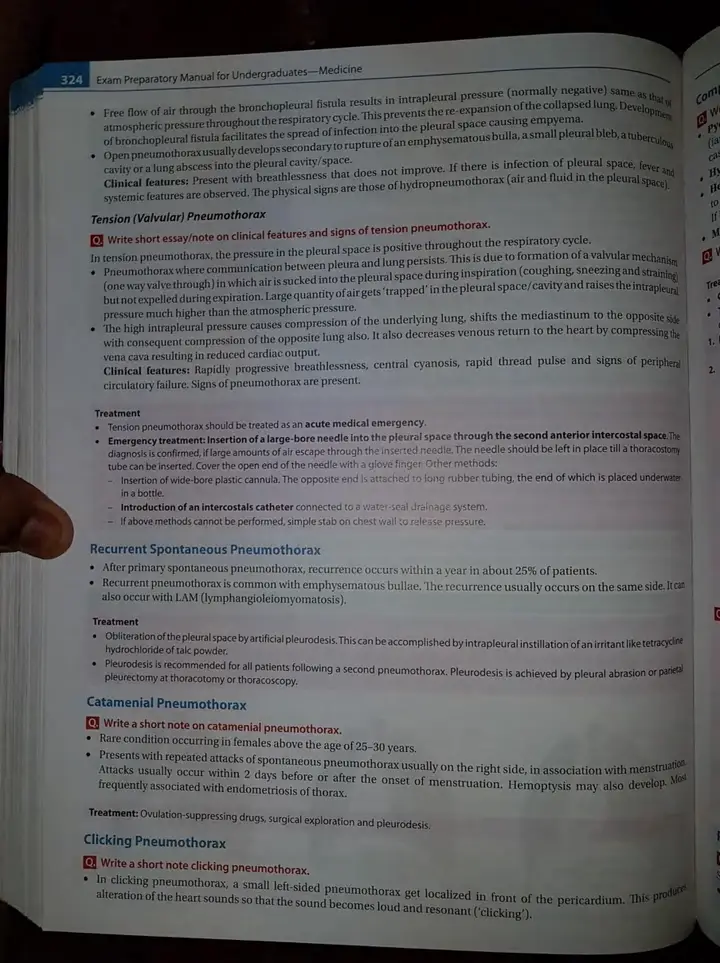 324 Exam Preparatory Manual for Undergraduates—Medicine
• Free flow of air through the bronchopleural fistula results in intrapleural pressure (normally negative) same as that of
atmospheric pressure throughout the respiratory cycle. This prevents the re-expansion of the collapsed lung. Development
of bronchopleural fistula facilitates the spread of infection into the pleural space causing empyema.
• Open pneumothorax usually develops secondary to rupture of an emphysematous bulla, a small pleural bleb, a tuberculous
cavity or a lung abscess into the pleural cavity/space.
Clinical features: Present with breathlessness that does not improve. If there is infection of pleural space, fever and
systemic features are observed. The physical signs are those of hydropneumothorax (air and fluid in the pleural space).
Tension (Valvular) Pneumothorax
Q. Write short essay/note on clinical features and signs of tension pneumothorax.
In tension pneumothorax, the pressure in the pleural space is positive throughout the respiratory cycle.
• Pneumothorax where communication between pleura and lung persists. This is due to formation of a valvular mechanism
(one way valve through) in which air is sucked into the pleural space during inspiration (coughing, sneezing and straining)
but not expelled during expiration. Large quantity of air gets 'trapped' in the pleural space/cavity and raises the intrapleural
pressure much higher than the atmospheric pressure.
• The high intrapleural pressure causes compression of the underlying lung, shifts the mediastinum to the opposite side
with consequent compression of the opposite lung also. It also decreases venous return to the heart by compressing the
vena cava resulting in reduced cardiac output.
Clinical features: Rapidly progressive breathlessness, central cyanosis, rapid thread pulse and signs of peripheral
circulatory failure. Signs of pneumothorax are present.
Treatment
• Tension pneumothorax should be treated as an acute medical emergency.
• Emergency treatment: Insertion of a large-bore needle into the pleural space through the second anterior intercostal space. The
diagnosis is confirmed, if large amounts of air escape through the inserted needle. The needle should be left in place till a thoracostomy
tube can be inserted. Cover the open end of the needle with a glove finger. Other methods:
– Insertion of wide-bore plastic cannula. The opposite end is attached to long rubber tubing, the end of which is placed underwater
in a bottle.
– Introduction of an intercostals catheter connected to a water-seal drainage system.
– If above methods cannot be performed, simple stab on chest wall to release pressure.
Recurrent Spontaneous Pneumothorax
• After primary spontaneous pneumothorax, recurrence occurs within a year in about 25% of patients.
• Recurrent pneumothorax is common with emphysematous bullae. The recurrence usually occurs on the same side. It can
also occur with LAM (lymphangioleiomyomatosis).
Treatment
• Obliteration of the pleural space by artificial pleurodesis. This can be accomplished by intrapleural instillation of an irritant like tetracycline
hydrochloride of talc powder.
• Pleurodesis is recommended for all patients following a second pneumothorax. Pleurodesis is achieved by pleural abrasion or parietal
pleurectomy at thoracotomy or thoracoscopy.
Catamenial Pneumothorax
Q. Write a short note on catamenial pneumothorax.
• Rare condition occurring in females above the age of 25–30 years.
• Presents with repeated attacks of spontaneous pneumothorax usually on the right side, in association with menstruation.
Attacks usually occur within 2 days before or after the onset of menstruation. Hemoptysis may also develop. Most
frequently associated with endometriosis of thorax.
Treatment: Ovulation-suppressing drugs, surgical exploration and pleurodesis.
Clicking Pneumothorax
Q. Write a short note clicking pneumothorax.
• In clicking pneumothorax, a small left-sided pneumothorax get localized in front of the pericardium. This produces
alteration of the heart sounds so that the sound becomes loud and resonant ('clicking').